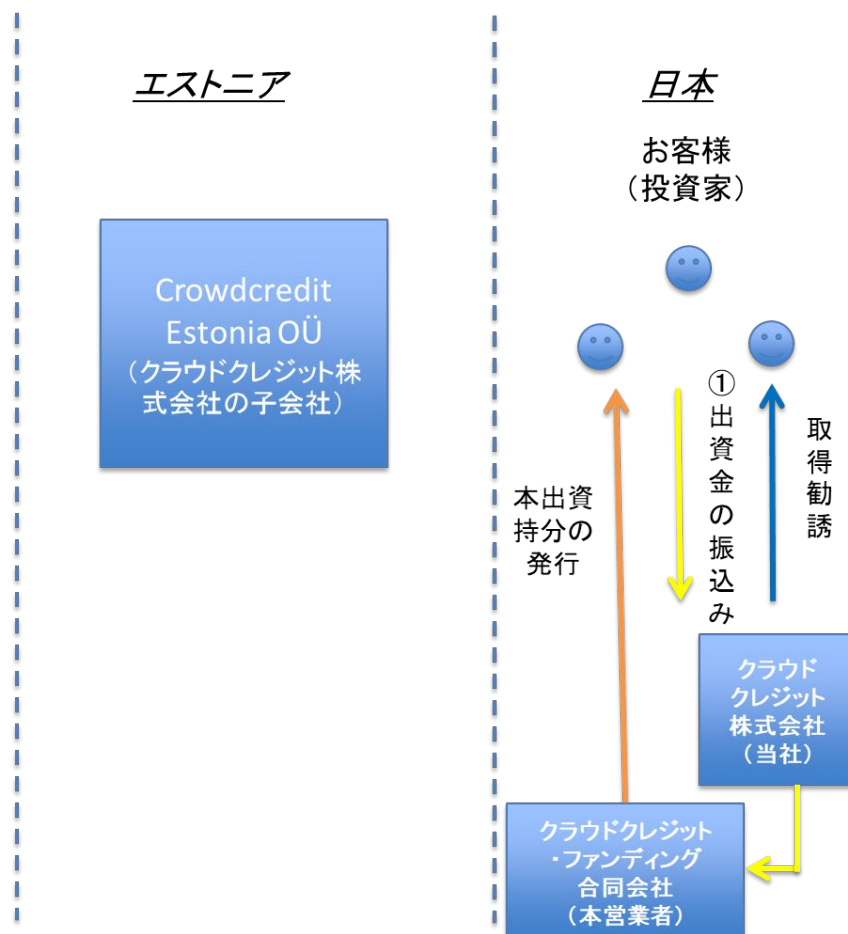 エストニア
日本
お客様
（投資家）
Crowdcredit
Estonia OÜ
（クラウドクレジット株
式会社の子会社）
本出資
持分の
発行
①出資金の振込み
取得勧誘
クラウド
クレジット
株式会社
（当社）
クラウドクレジット
・ファンディング
合同会社
（本営業者）